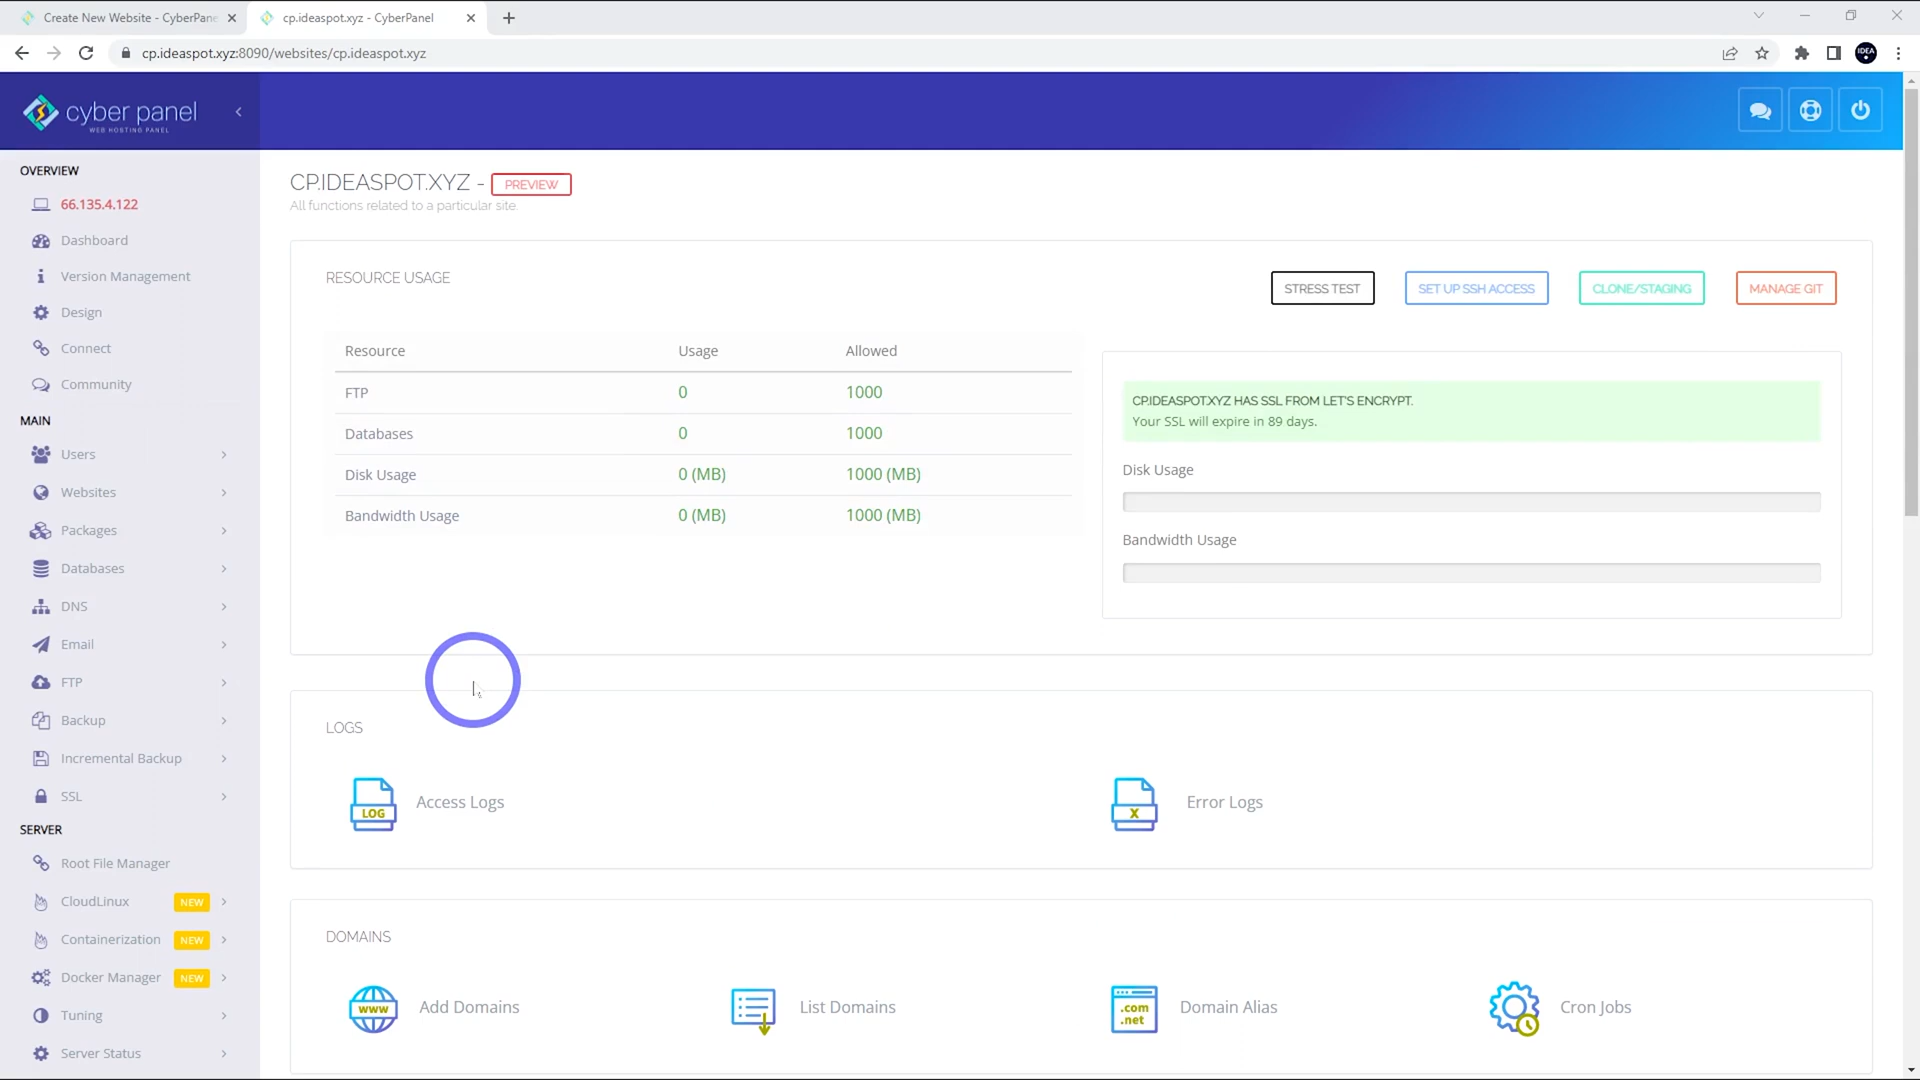 Create New Website - CyberPane
cp.ideaspot.xyz - CyberPanel
cp.ideaspot.xyz:8090/websites/cp.ideaspot.xyz
IDEA
cyber panel
WEB HOSTING PANEL
OVERVIEW
66.135.4.122
Dashboard
Version Management
Design
Connect
Community
MAIN
Users
Websites
Packages
Databases
DNS
Email
FTP
Backup
Incremental Backup
SSL
SERVER
Root File Manager
CloudLinux NEW
Containerization NEW
Docker Manager NEW
Tuning
Server Status
CP.IDEASPOT.XYZ - PREVIEW
All functions related to a particular site.
RESOURCE USAGE
STRESS TEST
SET UP SSH ACCESS
CLONE/STAGING
MANAGE GIT
Resource Usage Allowed
FTP 0 1000
Databases 0 1000
Disk Usage 0 (MB) 1000 (MB)
Bandwidth Usage 0 (MB) 1000 (MB)
CP.IDEASPOT.XYZ HAS SSL FROM LET'S ENCRYPT.
Your SSL will expire in 89 days.
Disk Usage
Bandwidth Usage
LOGS
LOG
Access Logs
X
Error Logs
DOMAINS
www
Add Domains
List Domains
.com
.net
Domain Alias
Cron Jobs